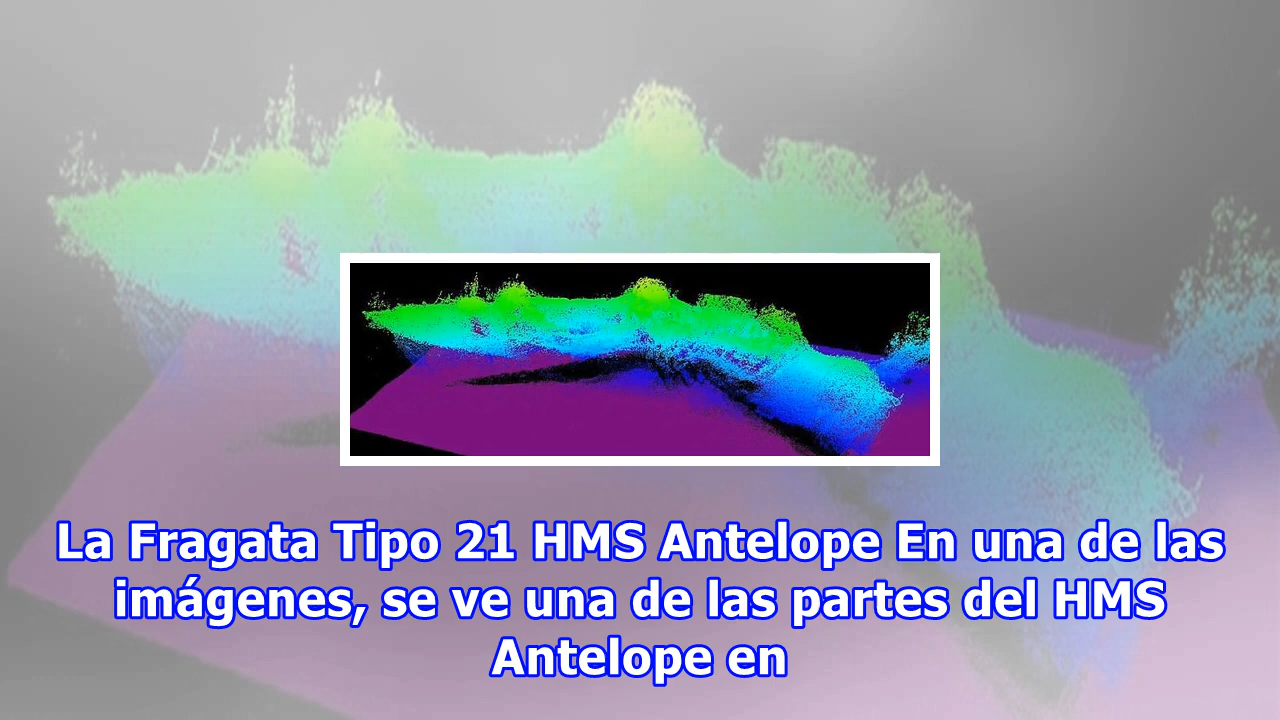 La Fragata Tipo 21 HMS Antelope En una de las
imágenes, se ve una de las partes del HMS
Antelope en